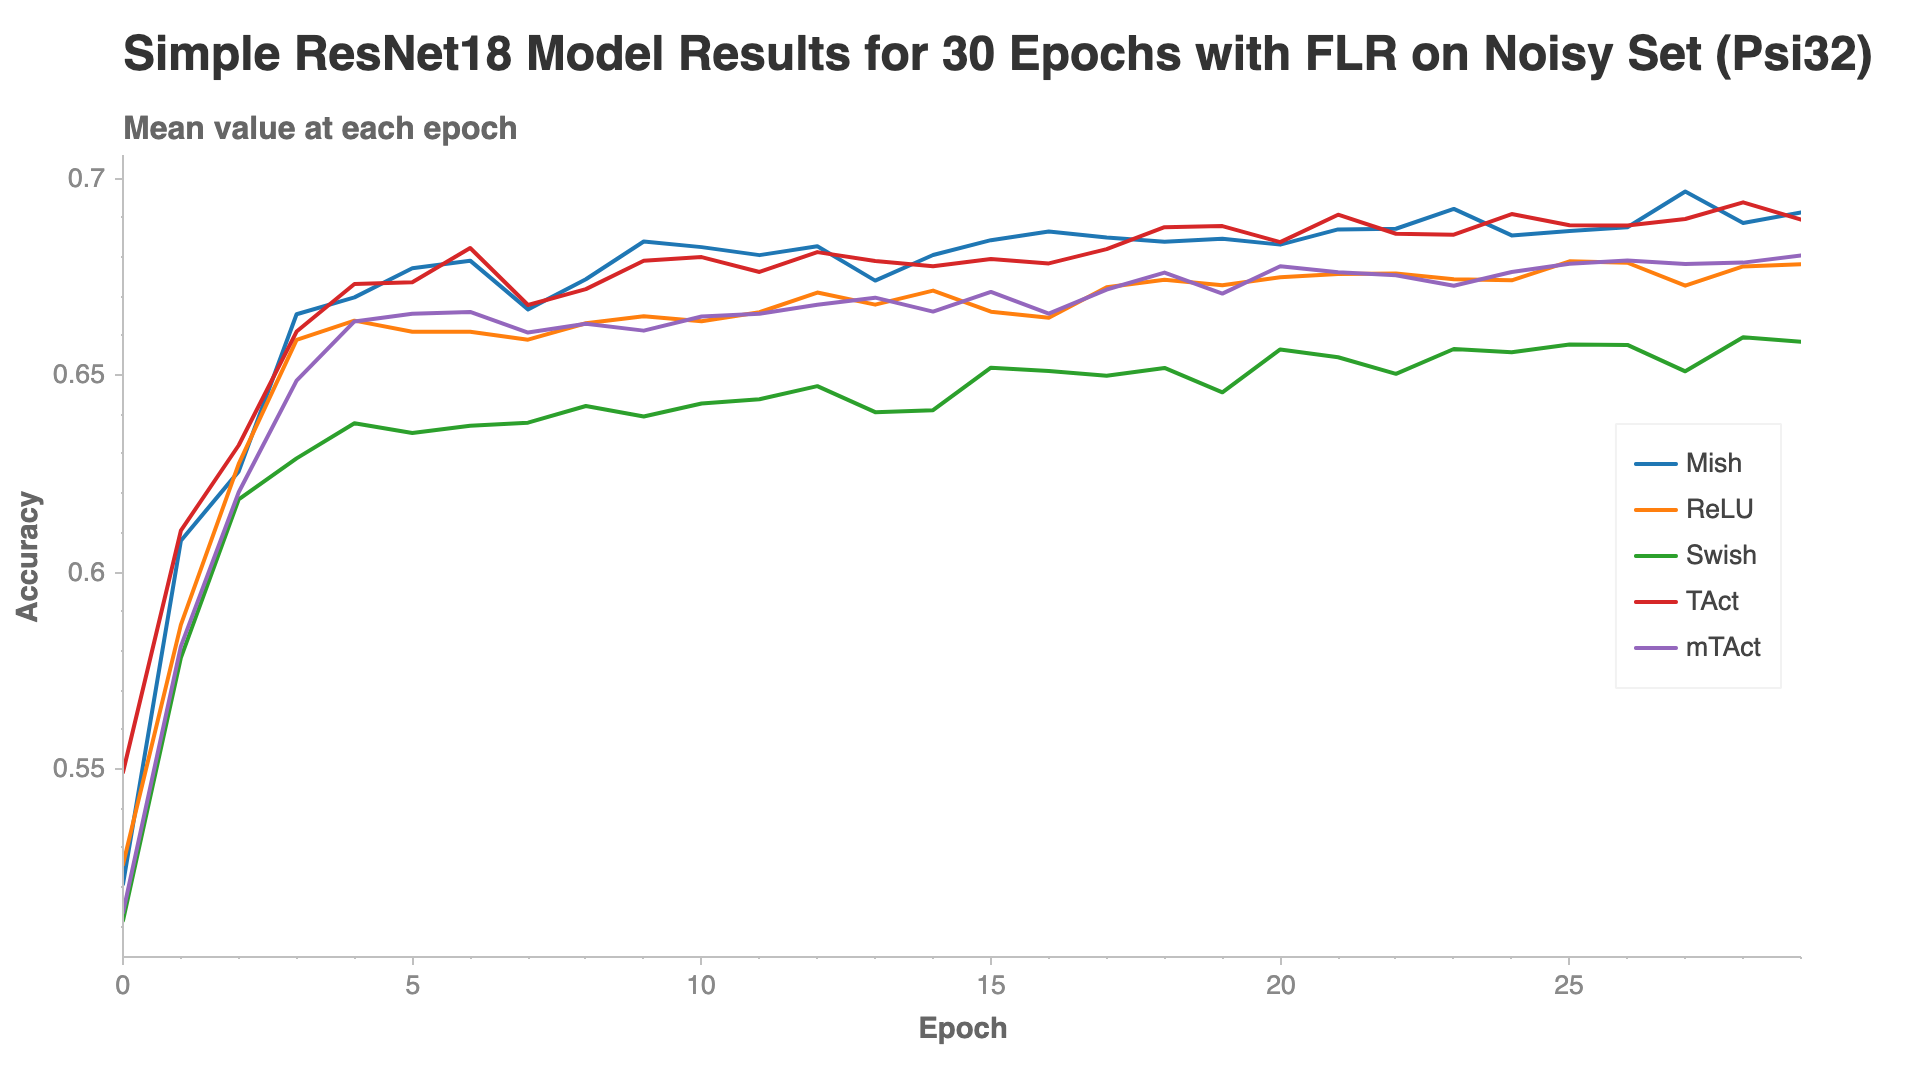 Simple ResNet18 Model Results for 30 Epochs with FLR on Noisy Set (Psi32)
Mean value at each epoch
0.7
0.65
0.6
0.55
Accuracy
0
5
10
15
20
25
Epoch
Mish
ReLU
Swish
TAct
mTAct